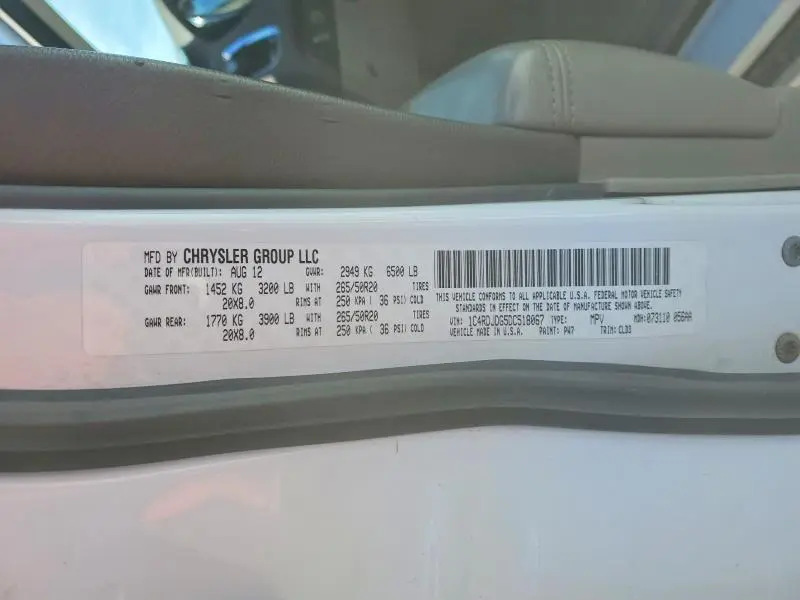 MFD BY CHRYSLER GROUP LLC
DATE OF MFR(BUILT): AUG 12 GVWR: 2949 KG 6500 LB
GAWR FRONT: 1452 KG 3200 LB WITH 265/50R20 TIRES
20X8.0 RIMS AT 250 KPA ( 36 PSI) COLD
GAWR REAR: 1770 KG 3900 LB WITH 265/50R20 TIRES
20X8.0 RIMS AT 250 KPA ( 36 PSI) COLD
THIS VEHICLE CONFORMS TO ALL APPLICABLE U.S.A. FEDERAL MOTOR VEHICLE SAFETY
STANDARDS IN EFFECT ON THE DATE OF MANUFACTURE SHOWN ABOVE.
VIN: 1C4RDJDG5DC518067 TYPE: MPV MDH: 073110 056AA
VEHICLE MADE IN U.S.A. PAINT: PW7 TRIM: CLD3